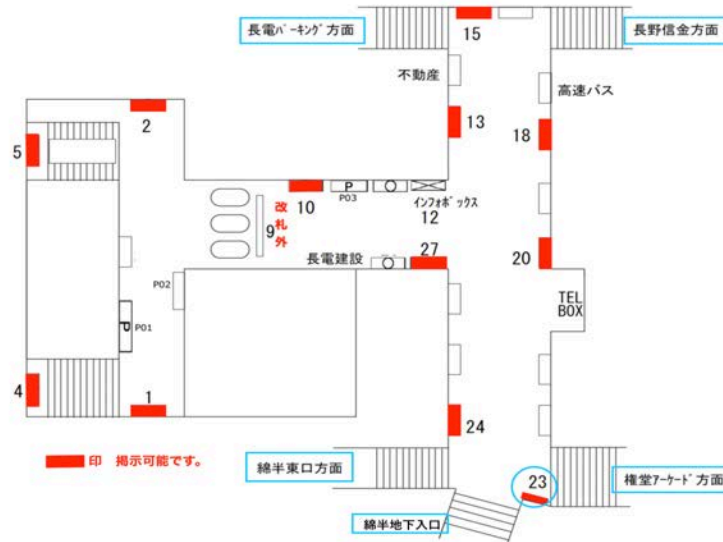 15
長電パーキング方面
長野信金方面
不動産
高速バス
2
13
18
5
10
P
P03
インフォボックス
12
9
改札外
27
長電建設
20
P02
TEL
BOX
P
P01
4
1
24
印 掲示可能です。
綿半東口方面
23
権堂アーケード方面
綿半地下入口